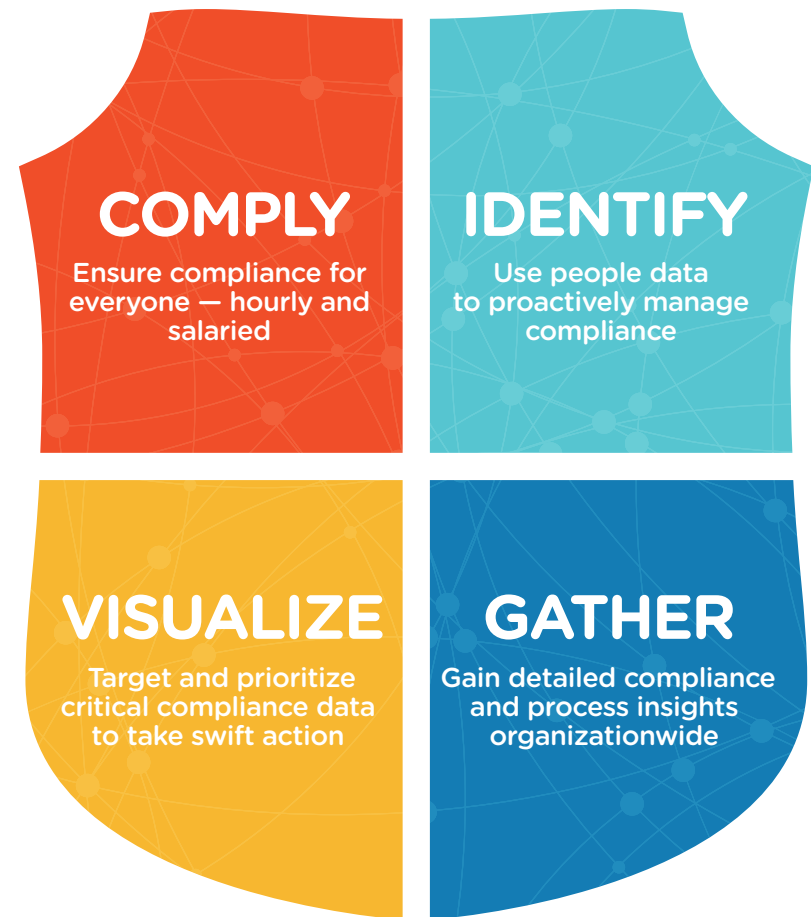 COMPLY
Ensure compliance for
everyone — hourly and
salaried
IDENTIFY
Use people data
to proactively manage
compliance
VISUALIZE
Target and prioritize
critical compliance data
to take swift action
GATHER
Gain detailed compliance
and process insights
organizationwide